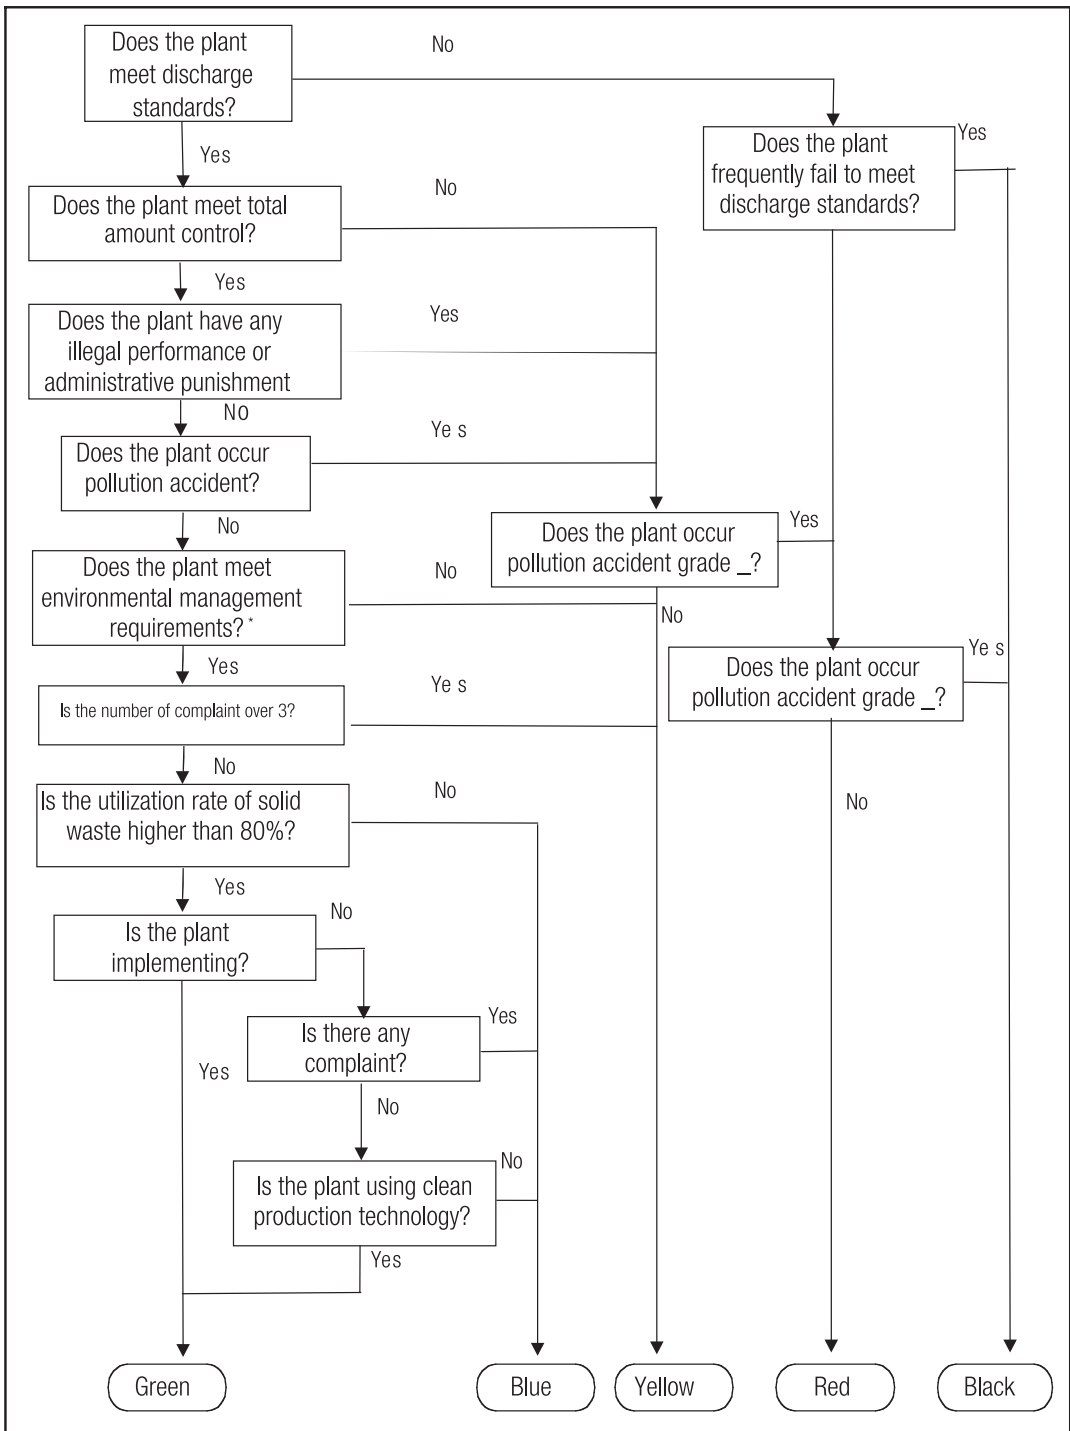 Does the plant
meet discharge
standards?
No
Yes
Does the plant
frequently fail to meet
discharge standards?
Yes
Does the plant meet total
amount control?
No
Yes
Does the plant have any
illegal performance or
administrative punishment
Yes
No
Does the plant occur
pollution accident?
Ye s
No
Does the plant occur
pollution accident grade _?
Yes
No
Does the plant meet
environmental management
requirements? *
No
Yes
Does the plant occur
pollution accident grade _?
Ye s
No
Is the number of complaint over 3?
Ye s
No
Is the utilization rate of solid
waste higher than 80%?
No
Yes
Is the plant
implementing?
No
Yes
Is there any
complaint?
Yes
No
Is the plant using clean
production technology?
No
Yes
Green
Blue
Yellow
Red
Black